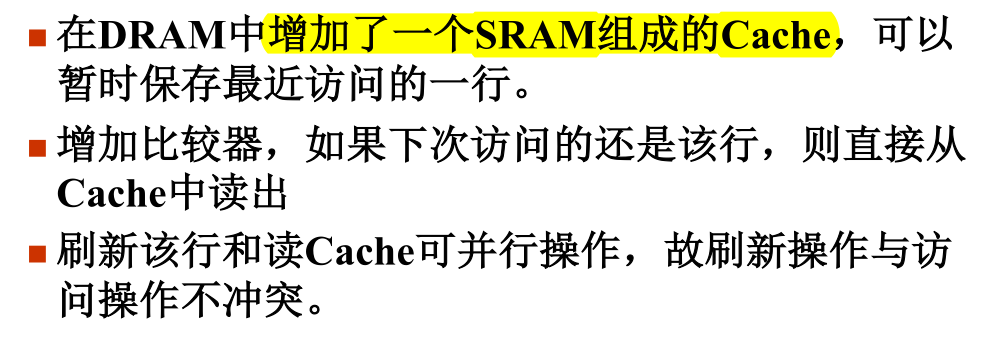 在DRAM中增加了一个SRAM组成的Cache，可以
暂时保存最近访问的一行。
增加比较器，如果下次访问的还是该行，则直接从
Cache中读出
刷新该行和读Cache可并行操作，故刷新操作与访
问操作不冲突。